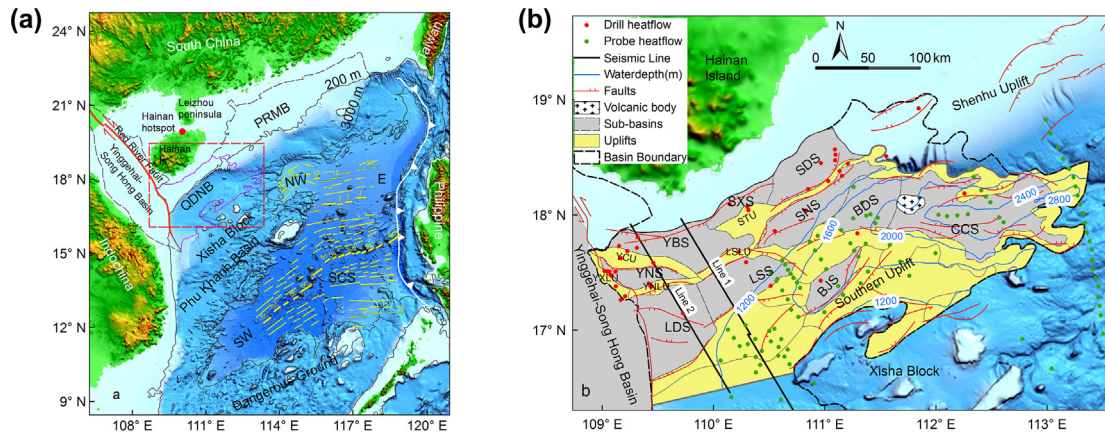 (a)
24° N
21° N
18° N
15° N
12° N
9° N
108° E
111° E
114° E
117° E
120° E
South China
Taiwan
200 m
3000 m
PRMB
Leizhou
peninsula
Hainan
hotspot
Red River Fault
Hainan
Yinggehai-
Song Hong Basin
QDNB
NW
E
Xisha Block
Phu Khanh Basin
SCS
SW
Indochina
Philippine
Dangerous Ground
a
(b)
Drill heatflow
Probe heatflow
Seismic Line
Waterdepth(m)
Faults
Volcanic body
Sub-basins
Uplifts
Basin Boundary
N
0
50
100 km
Hainan
Island
Shenhu Uplift
19° N
18° N
17° N
SDS
SXS
STU
SNS
BDS
2400
2800
CCS
2000
1600
YBS
YCU
LSLU
YXLU
YNS
YNLU
Line 1
LSS
BJS
Southern Uplift
Line 2
1200
1200
LDS
Yinggehai-Song Hong Basin
Xisha Block
b
109° E
110° E
111° E
112° E
113° E